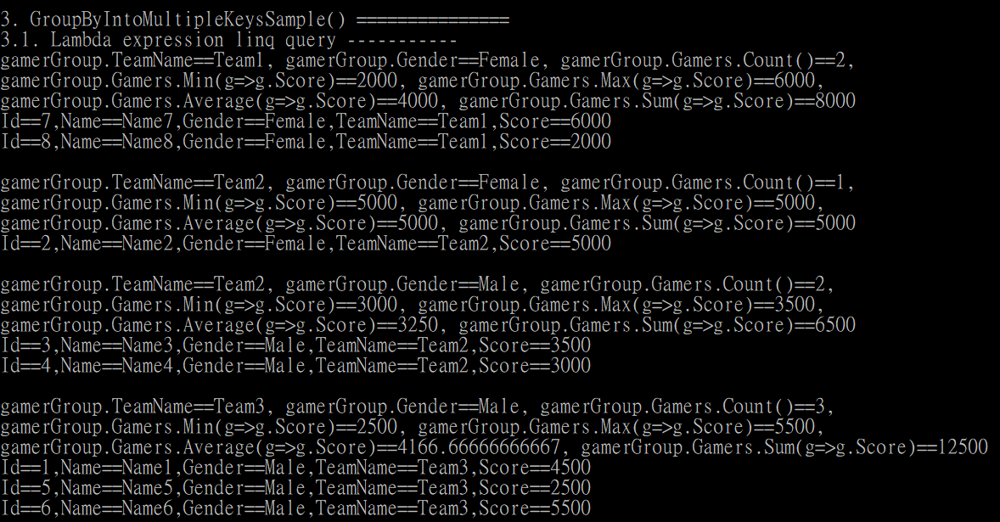 3. GroupByIntoMultipleKeysSample() ===============
3.1. Lambda expression linq query -----------
gamerGroup.TeamName==Team1, gamerGroup.Gender==Female, gamerGroup.Gamers.Count()==2,
gamerGroup.Gamers.Min(g=>g.Score)==2000, gamerGroup.Gamers.Max(g=>g.Score)==6000,
gamerGroup.Gamers.Average(g=>g.Score)==4000, gamerGroup.Gamers.Sum(g=>g.Score)==8000
Id==7,Name==Name7,Gender==Female,TeamName==Team1,Score==6000
Id==8,Name==Name8,Gender==Female,TeamName==Team1,Score==2000

gamerGroup.TeamName==Team2, gamerGroup.Gender==Female, gamerGroup.Gamers.Count()==1,
gamerGroup.Gamers.Min(g=>g.Score)==5000, gamerGroup.Gamers.Max(g=>g.Score)==5000,
gamerGroup.Gamers.Average(g=>g.Score)==5000, gamerGroup.Gamers.Sum(g=>g.Score)==5000
Id==2,Name==Name2,Gender==Female,TeamName==Team2,Score==5000

gamerGroup.TeamName==Team2, gamerGroup.Gender==Male, gamerGroup.Gamers.Count()==2,
gamerGroup.Gamers.Min(g=>g.Score)==3000, gamerGroup.Gamers.Max(g=>g.Score)==3500,
gamerGroup.Gamers.Average(g=>g.Score)==3250, gamerGroup.Gamers.Sum(g=>g.Score)==6500
Id==3,Name==Name3,Gender==Male,TeamName==Team2,Score==3500
Id==4,Name==Name4,Gender==Male,TeamName==Team2,Score==3000

gamerGroup.TeamName==Team3, gamerGroup.Gender==Male, gamerGroup.Gamers.Count()==3,
gamerGroup.Gamers.Min(g=>g.Score)==2500, gamerGroup.Gamers.Max(g=>g.Score)==5500,
gamerGroup.Gamers.Average(g=>g.Score)==4166.66666666667, gamerGroup.Gamers.Sum(g=>g.Score)==12500
Id==1,Name==Name1,Gender==Male,TeamName==Team3,Score==4500
Id==5,Name==Name5,Gender==Male,TeamName==Team3,Score==2500
Id==6,Name==Name6,Gender==Male,TeamName==Team3,Score==5500